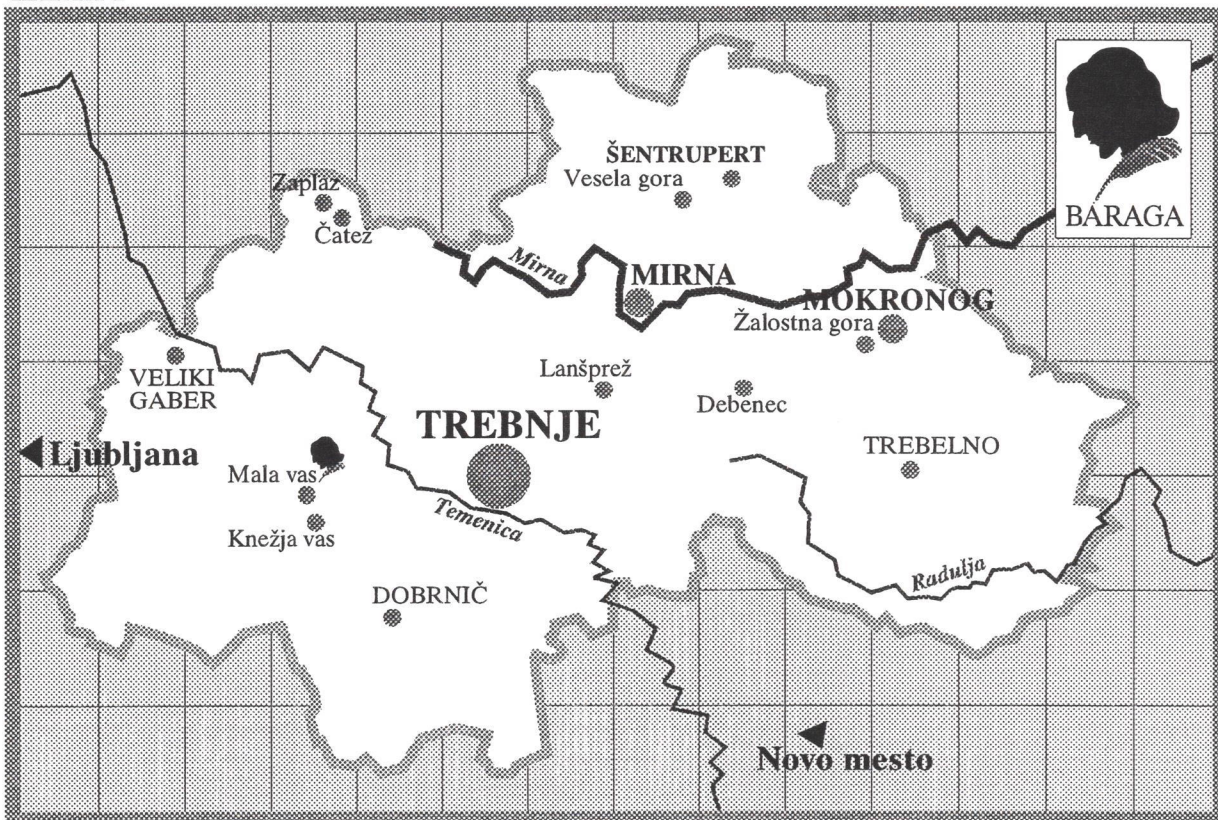 BARAGA
ŠENTRUPERT
Vesela gora
Zaplaz
Čatež
Mirna
MIRNA
MOKRONOG
Žalostna gora
VELIKI
GABER
Lanšprež
Debenec
TREBNJE
TREBELNO
Ljubljana
Mala vas
Temenica
Knežja vas
Radulja
DOBRNIČ
Novo mesto